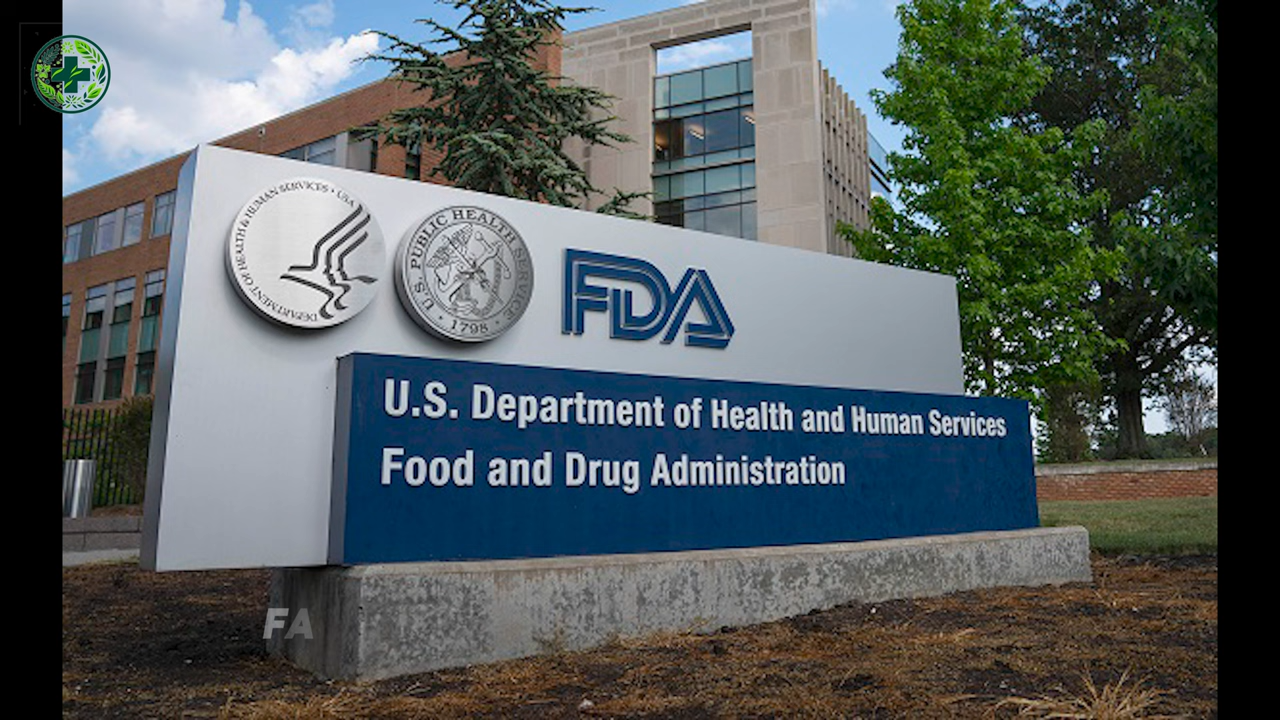 DEPARTMENT OF HEALTH & HUMAN SERVICES • USA
U.S. PUBLIC HEALTH SERVICE
• 1798 •
FDA
U.S. Department of Health and Human Services
Food and Drug Administration
FA